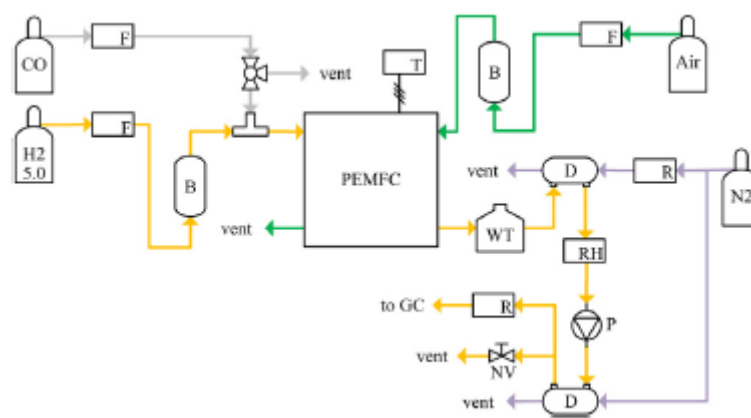 CO
F
vent
T
B
F
Air
H2
5.0
F
B
PEMFC
vent
D
R
N2
vent
WT
RH
to GC
R
P
vent
NV
vent
D